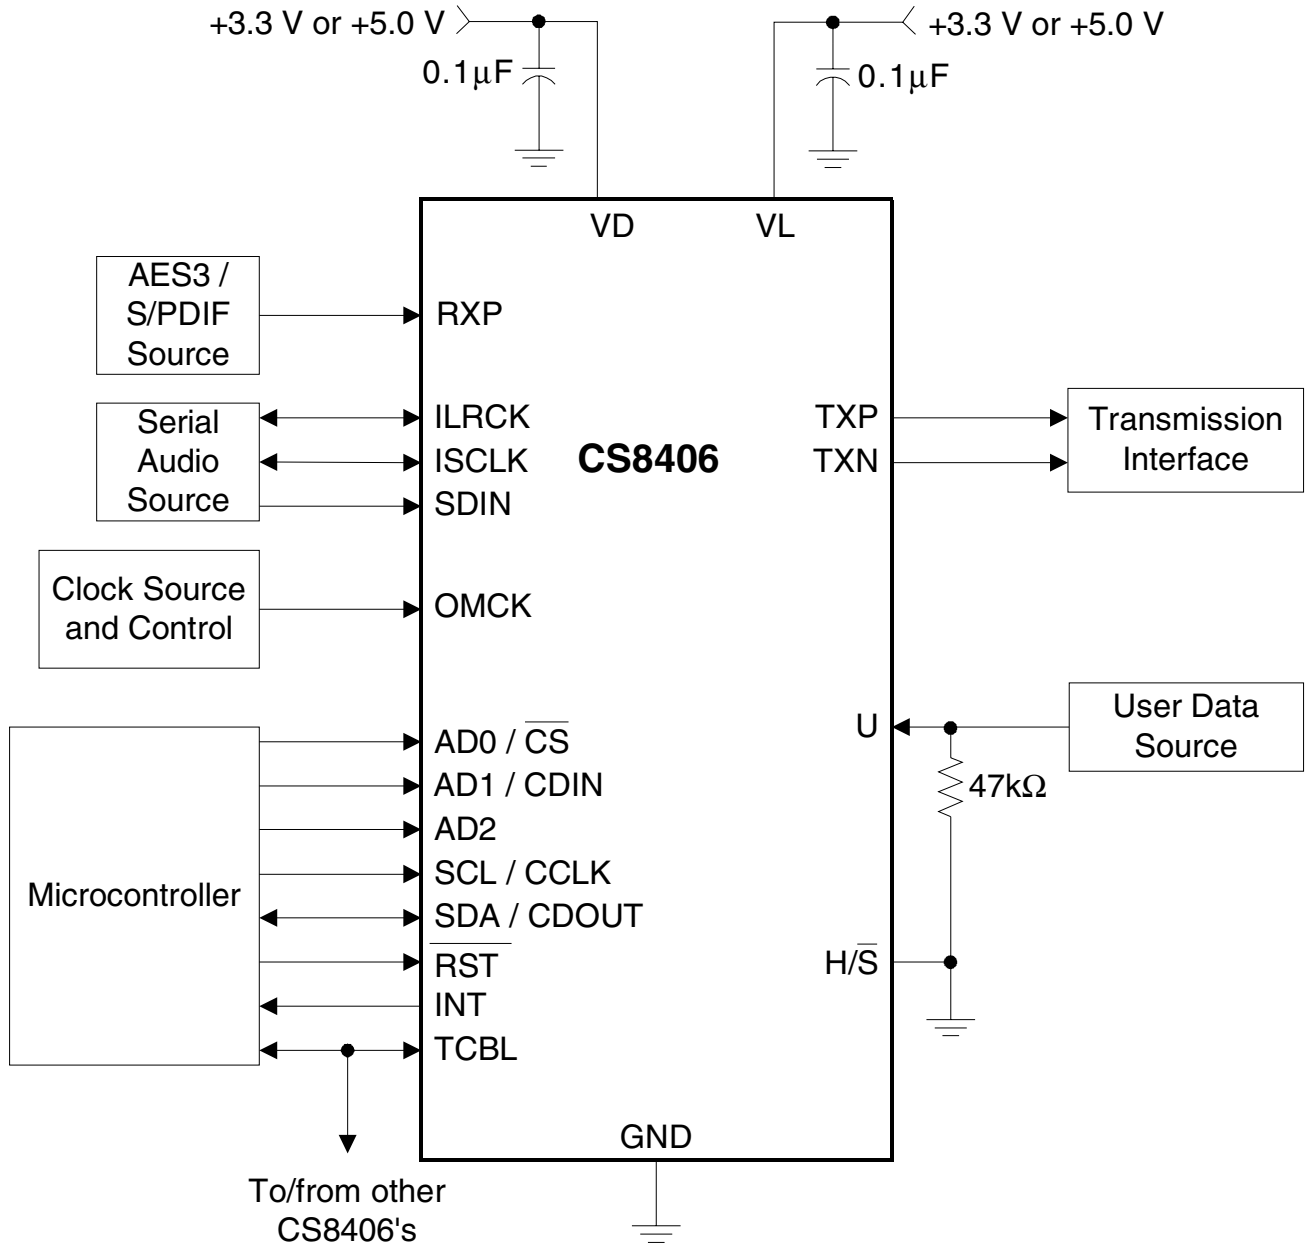 +3.3 V or +5.0 V
+3.3 V or +5.0 V
0.1μF
0.1μF
VD
VL
AES3 /
S/PDIF
Source
RXP
Serial
Audio
Source
ILRCK
ISCLK
SDIN
CS8406
TXP
TXN
Transmission
Interface
Clock Source
and Control
OMCK
U
User Data
Source
47kΩ
Microcontroller
AD0 / C̅S̅
AD1 / CDIN
AD2
SCL / CCLK
SDA / CDOUT
R̅S̅T̅
INT
TCBL
H/S̅
GND
To/from other
CS8406's